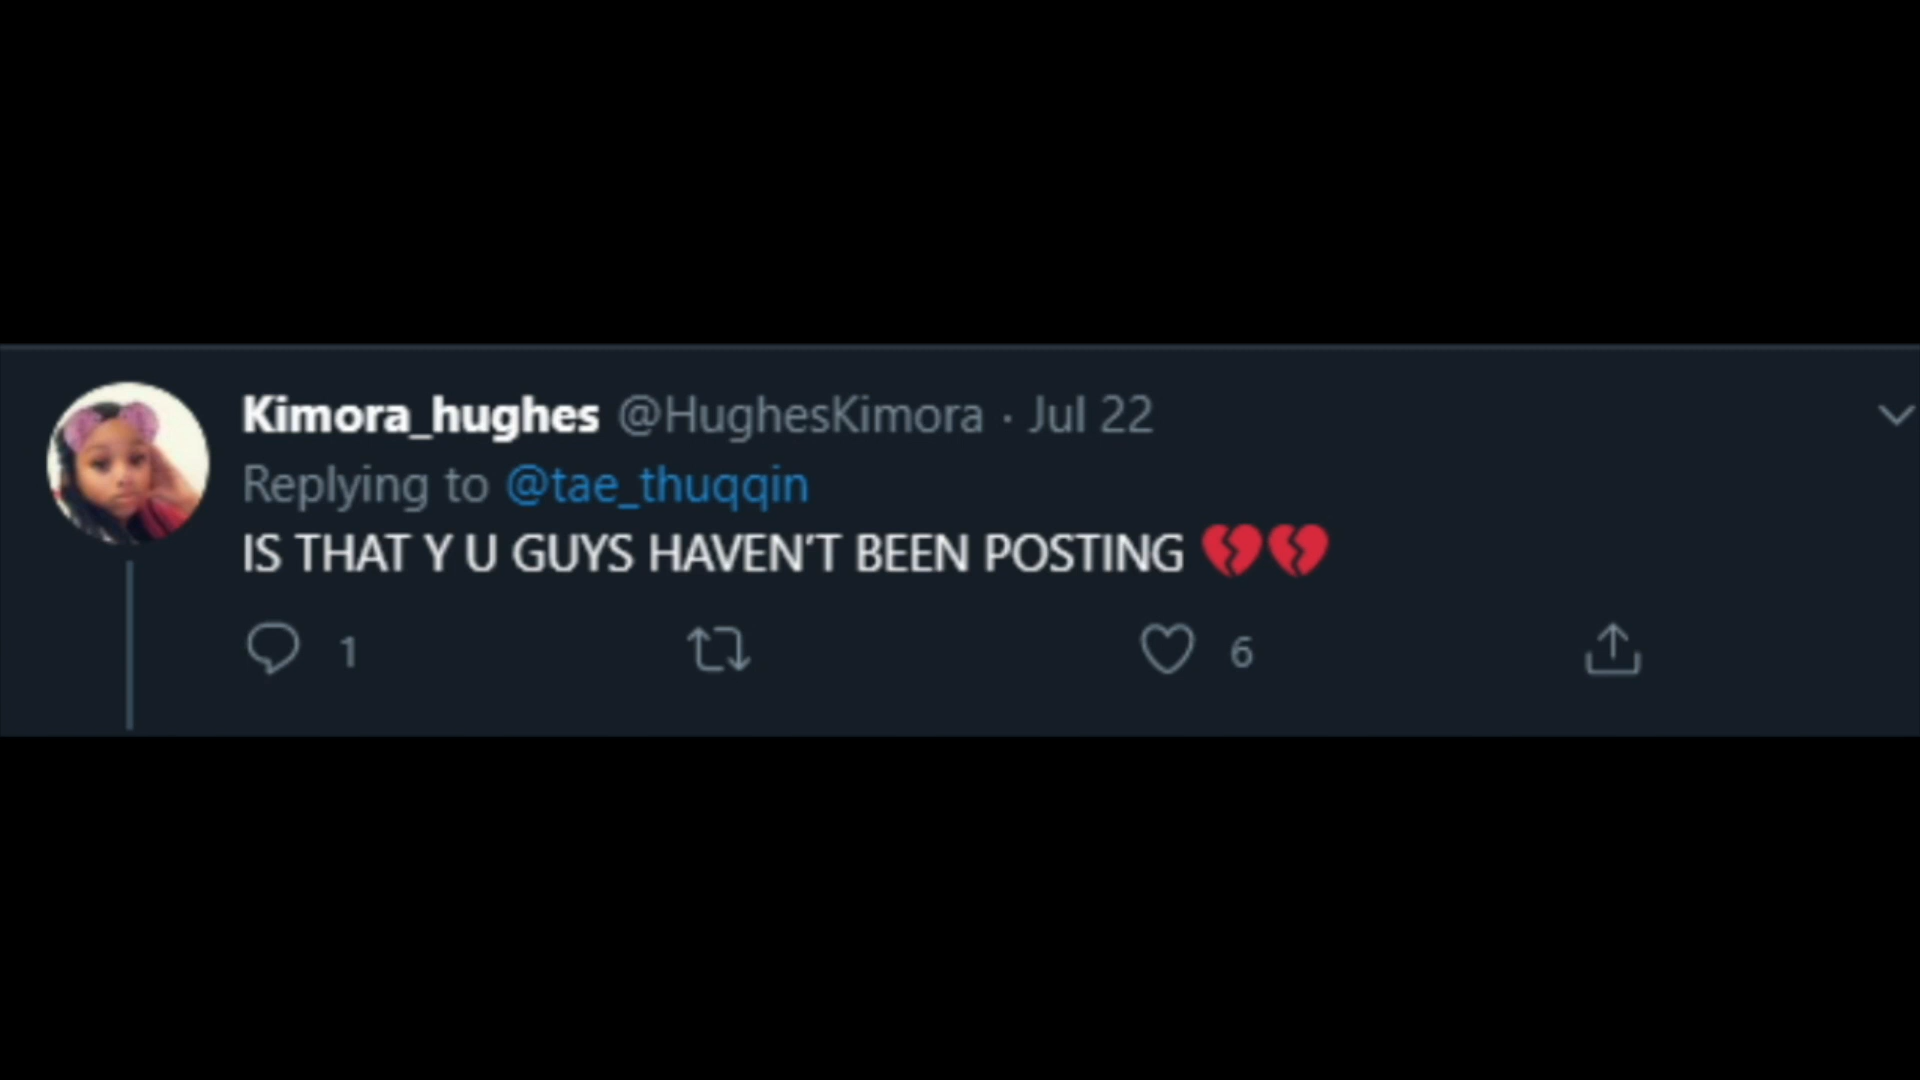 Kimora_hughes @HughesKimora · Jul 22
Replying to @tae_thuqqin
IS THAT Y U GUYS HAVEN'T BEEN POSTING 💔💔
1 6